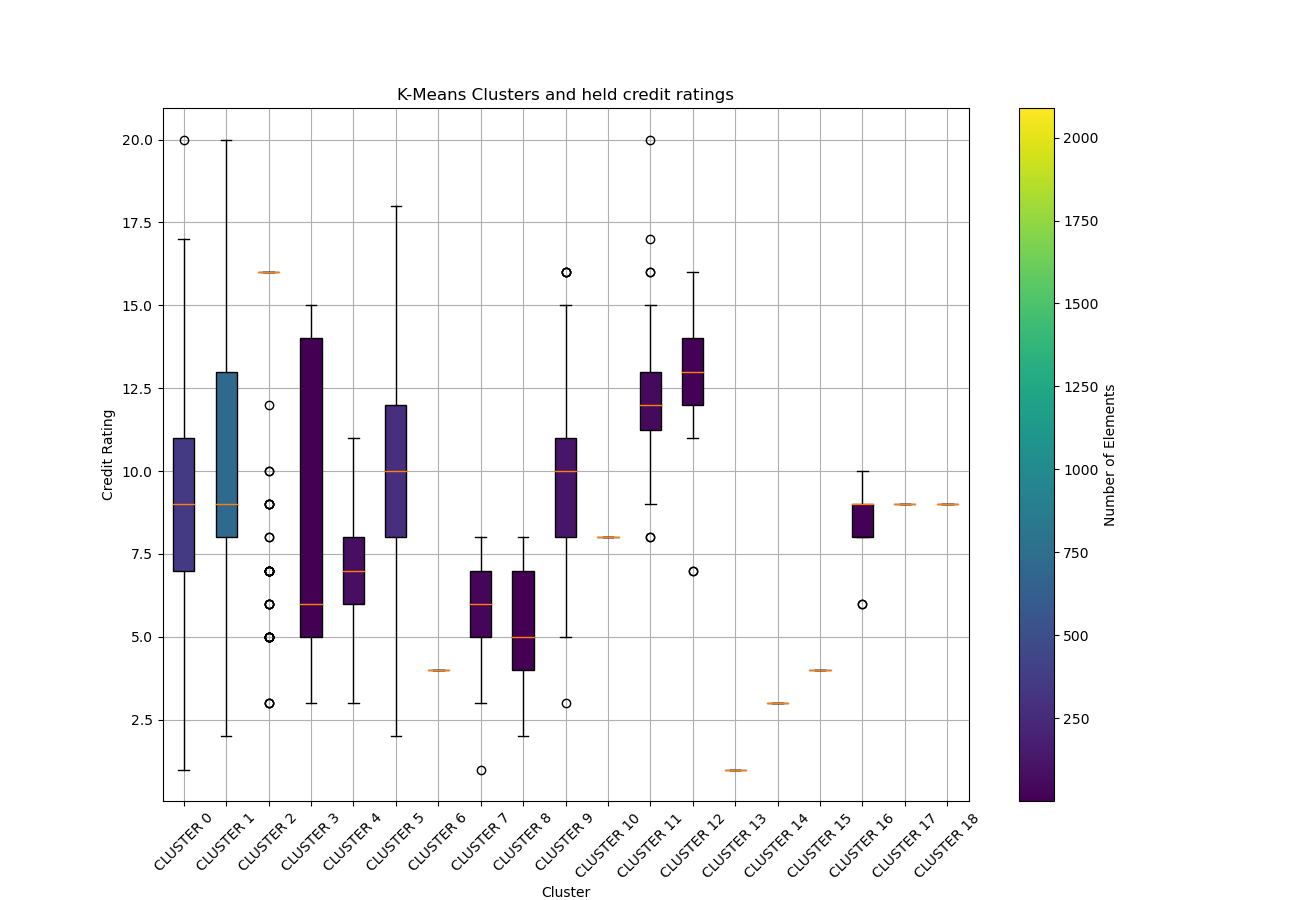 K-Means Clusters and held credit ratings
Credit Rating
20.0
17.5
15.0
12.5
10.0
7.5
5.0
2.5
CLUSTER 0
CLUSTER 1
CLUSTER 2
CLUSTER 3
CLUSTER 4
CLUSTER 5
CLUSTER 6
CLUSTER 7
CLUSTER 8
CLUSTER 9
CLUSTER 10
CLUSTER 11
CLUSTER 12
CLUSTER 13
CLUSTER 14
CLUSTER 15
CLUSTER 16
CLUSTER 17
CLUSTER 18
Cluster
2000
1750
1500
1250
1000
750
500
250
Number of Elements